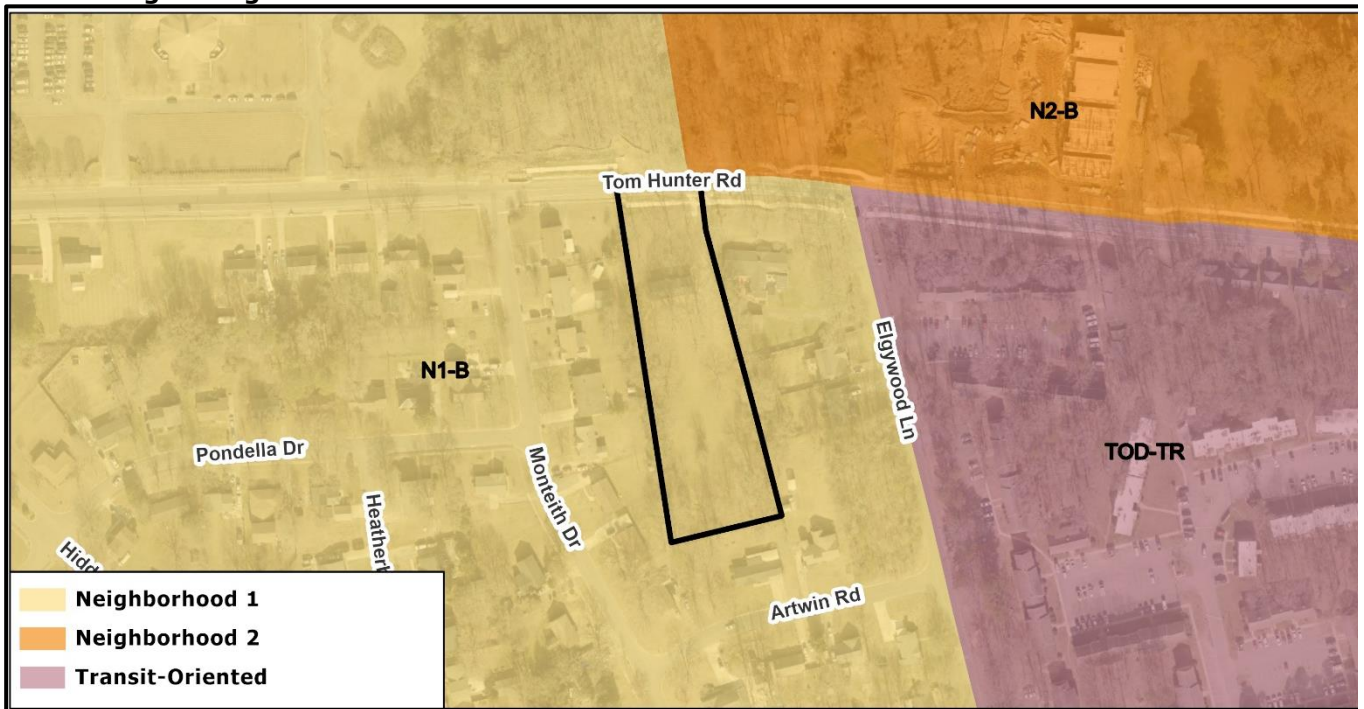 N2-B
Tom Hunter Rd
N1-B
Elgywood Ln
Pondella Dr
TOD-TR
Monteith Dr
Artwin Rd
Neighborhood 1
Neighborhood 2
Transit-Oriented